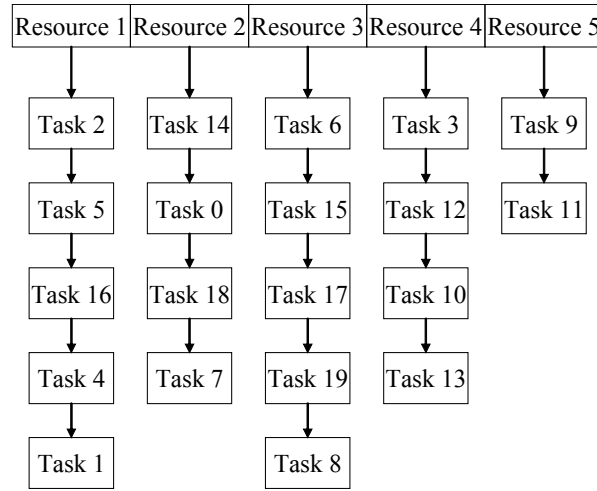 Resource 1 Resource 2 Resource 3 Resource 4 Resource 5
Task 2 Task 14 Task 6 Task 3 Task 9
Task 5 Task 0 Task 15 Task 12 Task 11
Task 16 Task 18 Task 17 Task 10
Task 4 Task 7 Task 19 Task 13
Task 1 Task 8